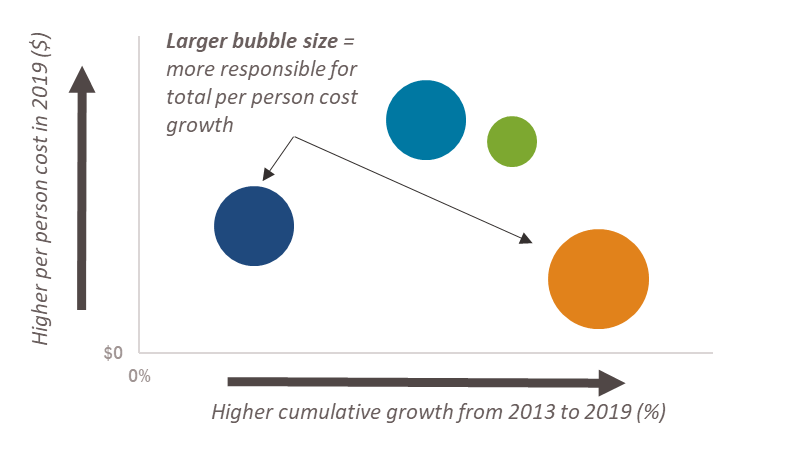 Larger bubble size =
more responsible for
total per person cost
growth
Higher per person cost in 2019 ($)
$0
0%
Higher cumulative growth from 2013 to 2019 (%)